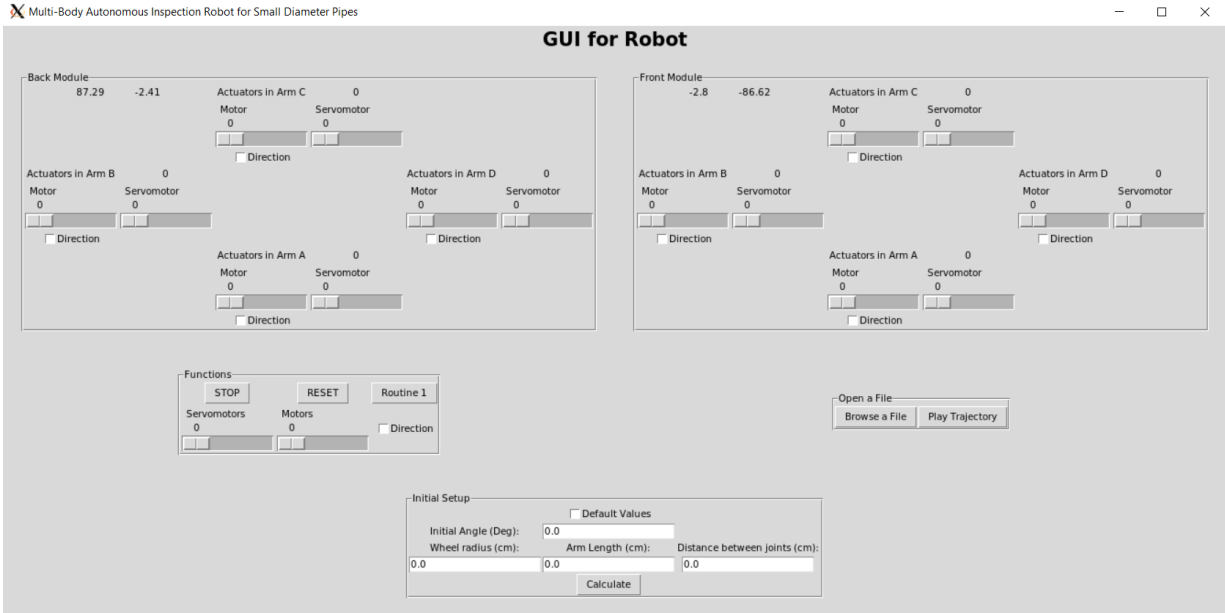 Multi-Body Autonomous Inspection Robot for Small Diameter Pipes
GUI for Robot
Back Module
87.29 -2.41 Actuators in Arm C 0
Motor Servomotor
0 0
Direction
Actuators in Arm B 0 Actuators in Arm D 0
Motor Servomotor Motor Servomotor
0 0 0 0
Direction Direction
Actuators in Arm A 0
Motor Servomotor
0 0
Direction
Front Module
-2.8 -86.62 Actuators in Arm C 0
Motor Servomotor
0 0
Direction
Actuators in Arm B 0 Actuators in Arm D 0
Motor Servomotor Motor Servomotor
0 0 0 0
Direction Direction
Actuators in Arm A 0
Motor Servomotor
0 0
Direction
Functions
STOP RESET Routine 1
Servomotors Motors
0 0 Direction
Open a File
Browse a File Play Trajectory
Initial Setup
Default Values
Initial Angle (Deg): 0.0
Wheel radius (cm): Arm Length (cm): Distance between joints (cm):
0.0 0.0 0.0
Calculate